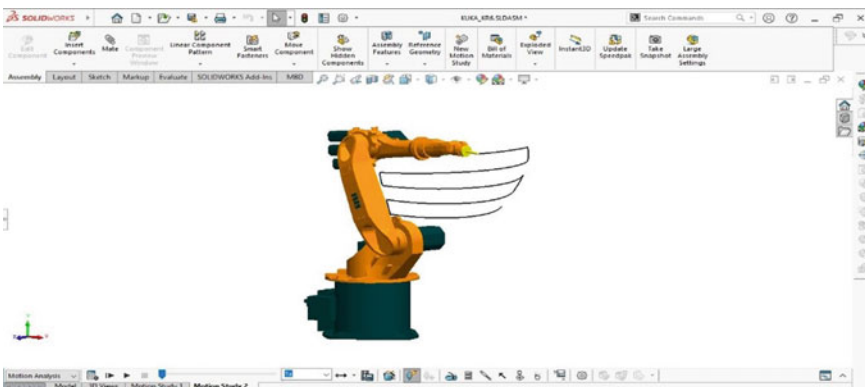 SOLIDWORKS
KUKA_KR16.SLDASM *
Search Commands
Edit Component
Insert Components
Mate
Component Preview Window
Linear Component Pattern
Smart Fasteners
Move Component
Show Hidden Components
Assembly Features
Reference Geometry
New Motion Study
Bill of Materials
Exploded View
Instant3D
Update Speedpak
Take Snapshot
Large Assembly Settings
Assembly Layout Sketch Markup Evaluate SOLIDWORKS Add-Ins MBD
Motion Analysis
Model 3D Views Motion Study 1 Motion Study 2